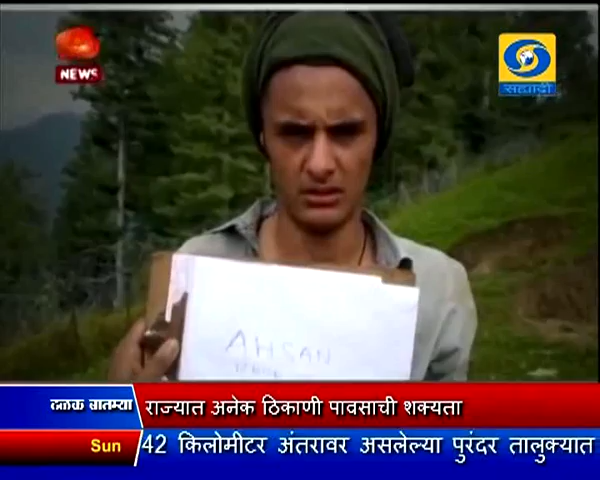 NEWS
सह्याद्री
AHSAN
ठळक बातम्या
राज्यात अनेक ठिकाणी पावसाची शक्यता
Sun
42 किलोमीटर अंतरावर असलेल्या पुरंदर तालुक्यात